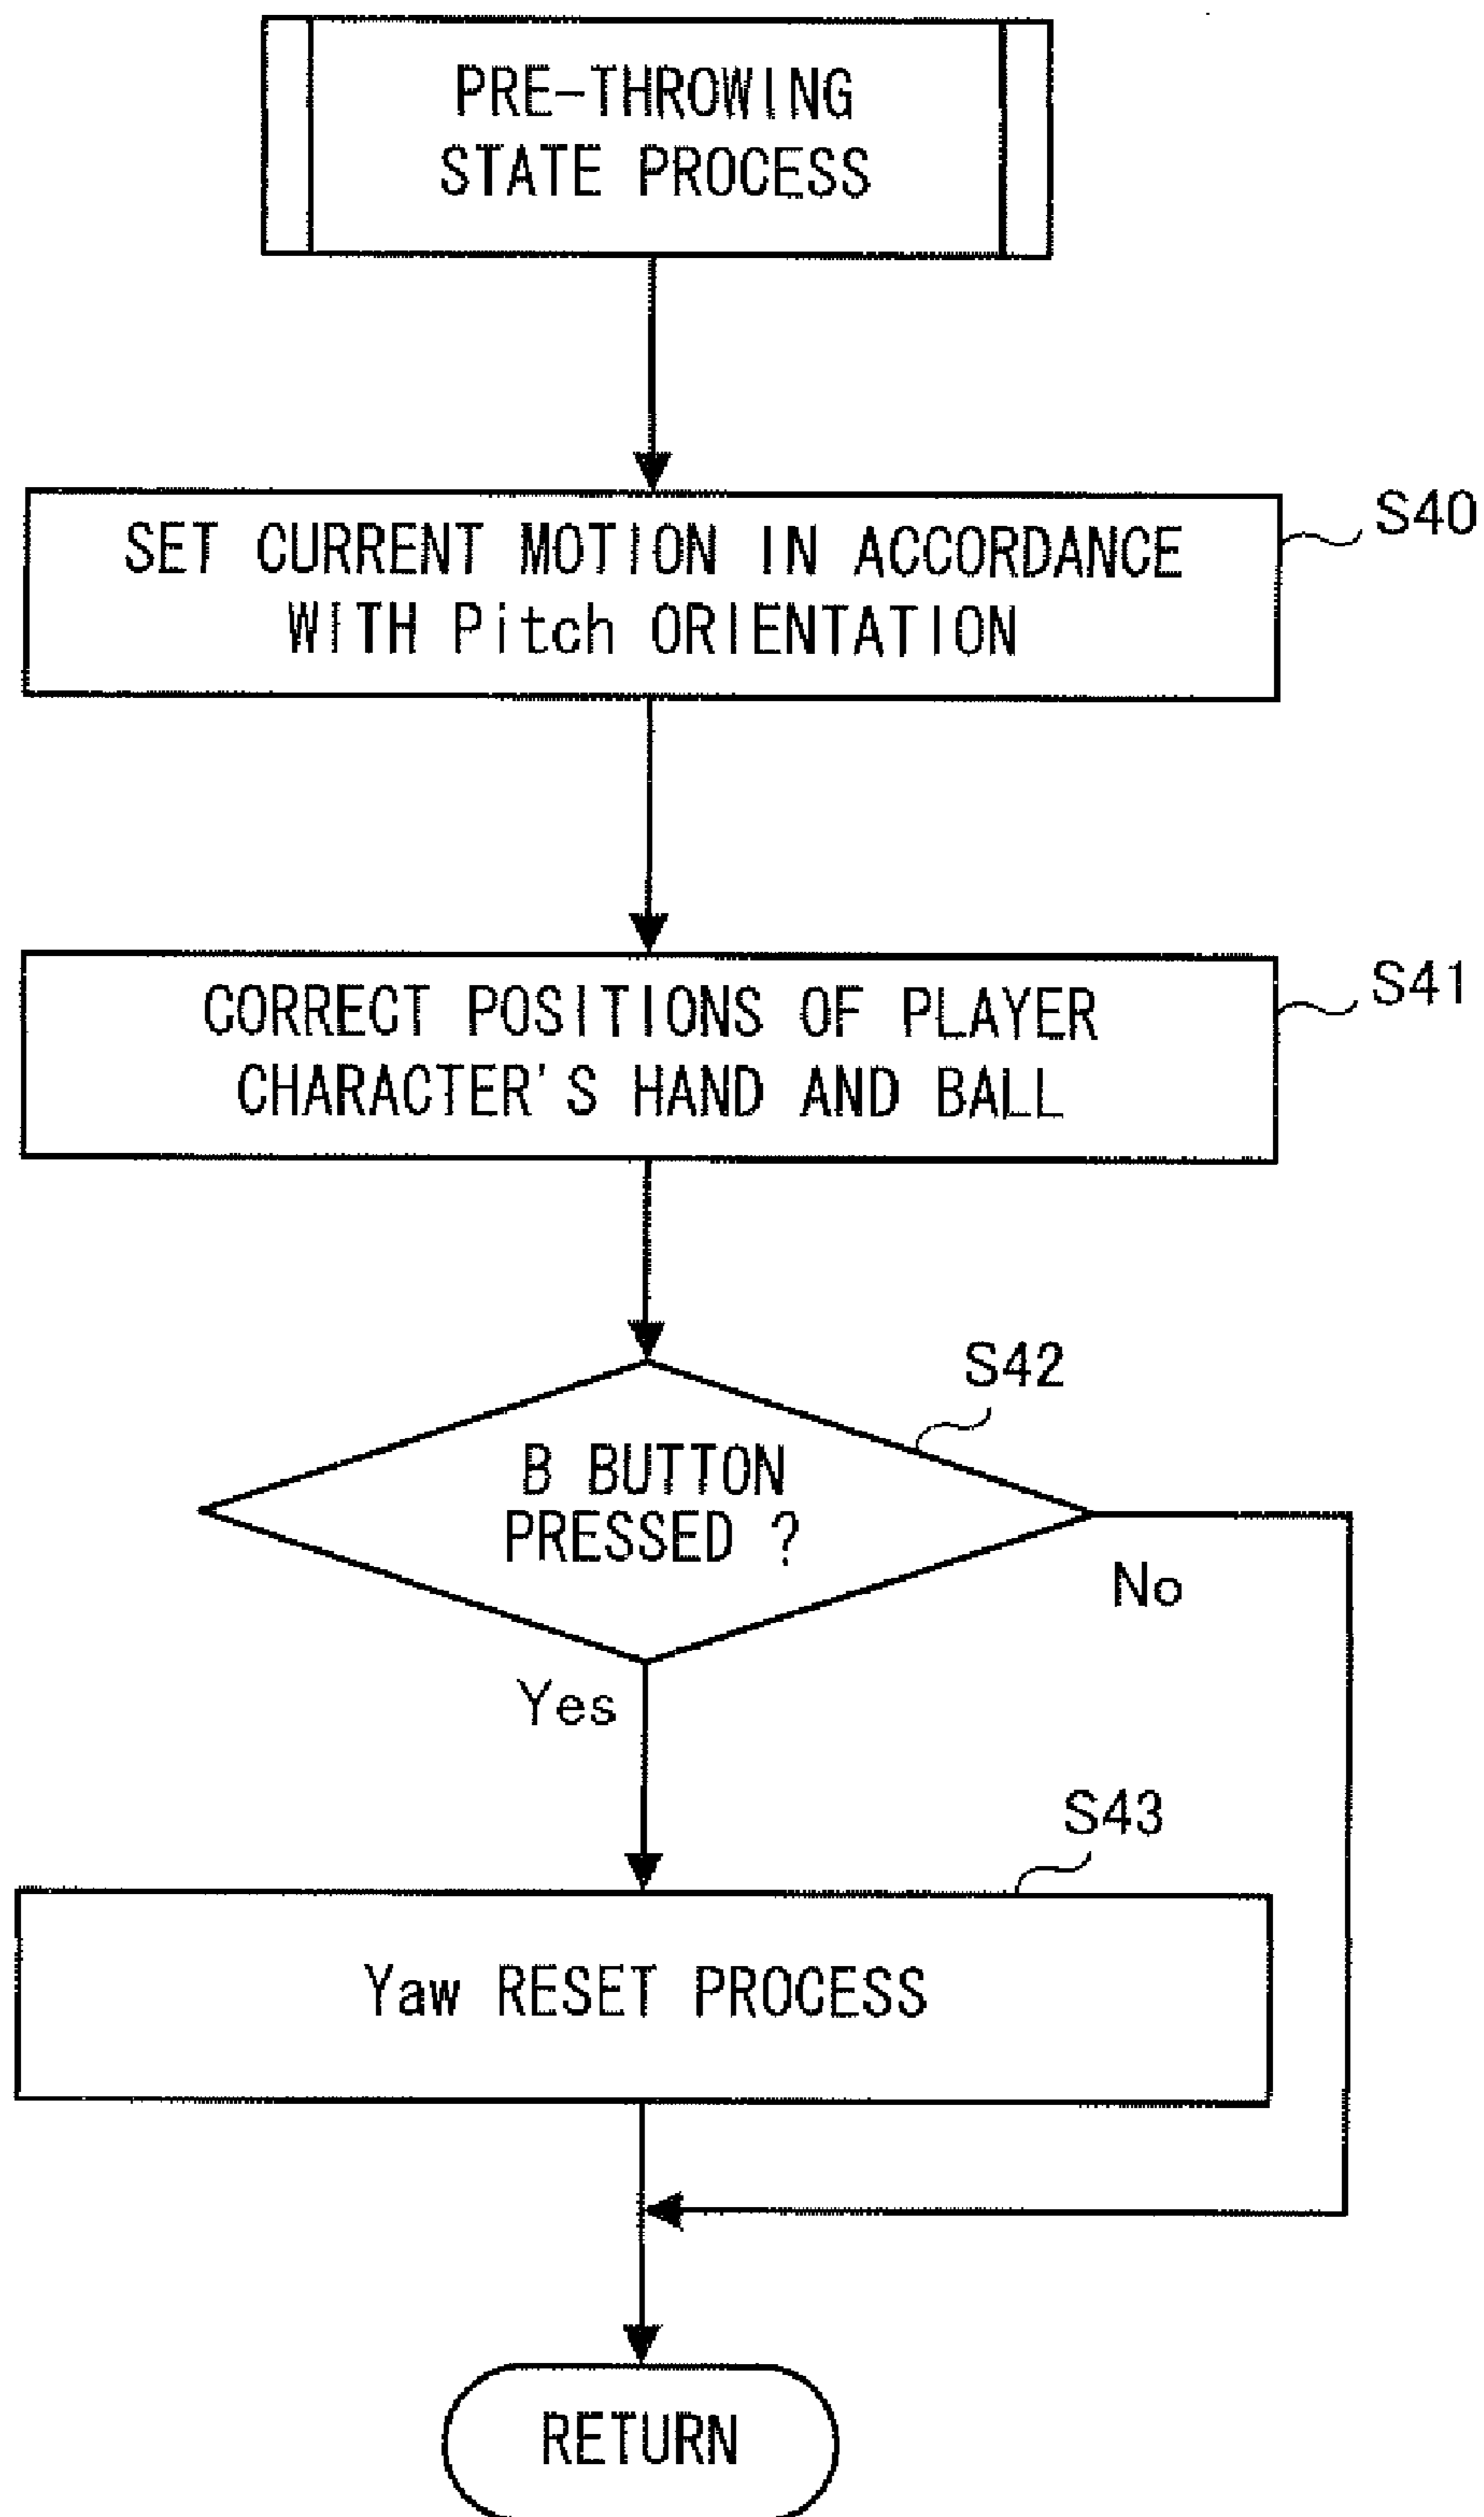 PRE-THROWING
STATE PROCESS
SET CURRENT MOTION IN ACCORDANCE
WITH Pitch ORIENTATION
S40
CORRECT POSITIONS OF PLAYER
CHARACTER'S HAND AND BALL
S41
S42
B BUTTON
PRESSED ?
No
Yes
S43
Yaw RESET PROCESS
RETURN